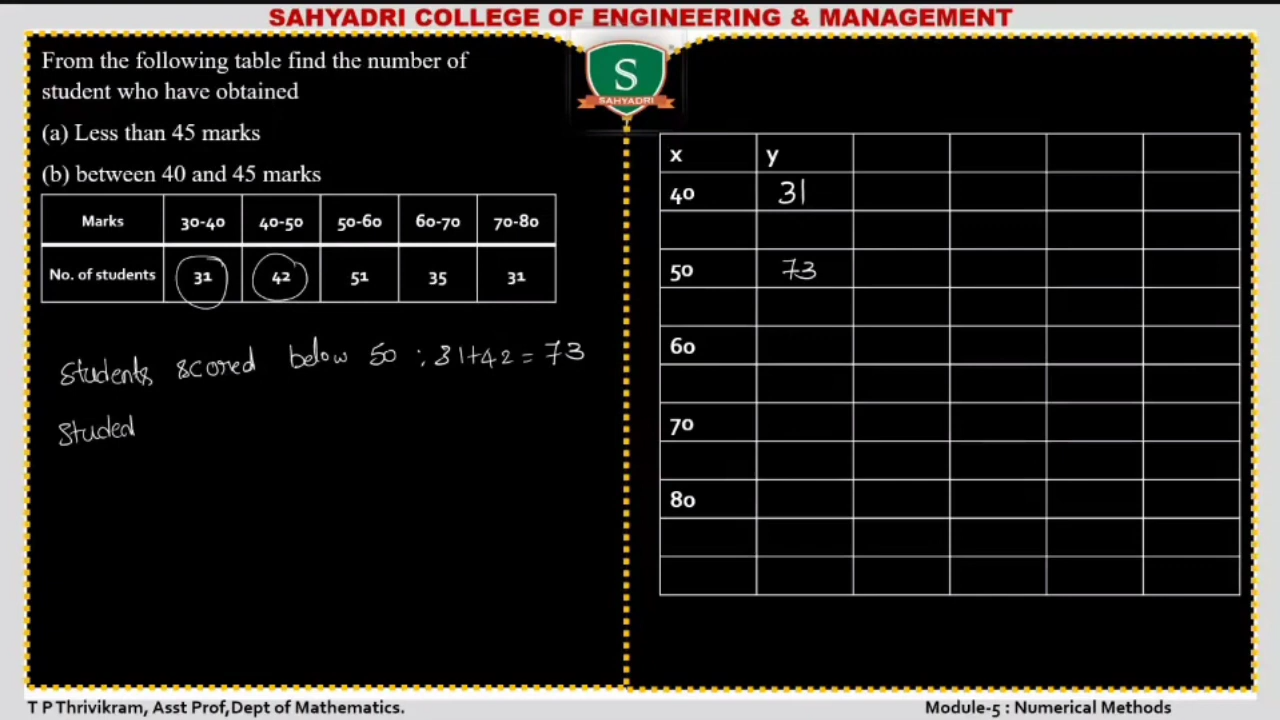 SAHYADRI COLLEGE OF ENGINEERING & MANAGEMENT
From the following table find the number of
student who have obtained
(a) Less than 45 marks
(b) between 40 and 45 marks
Marks 30-40 40-50 50-60 60-70 70-80
No. of students 31 42 51 35 31
Students scored below 50 : 31+42 = 73
Studed
S
SAHYADRI
x y
40 31
50 73
60
70
80
T P Thrivikram, Asst Prof,Dept of Mathematics.
Module-5 : Numerical Methods